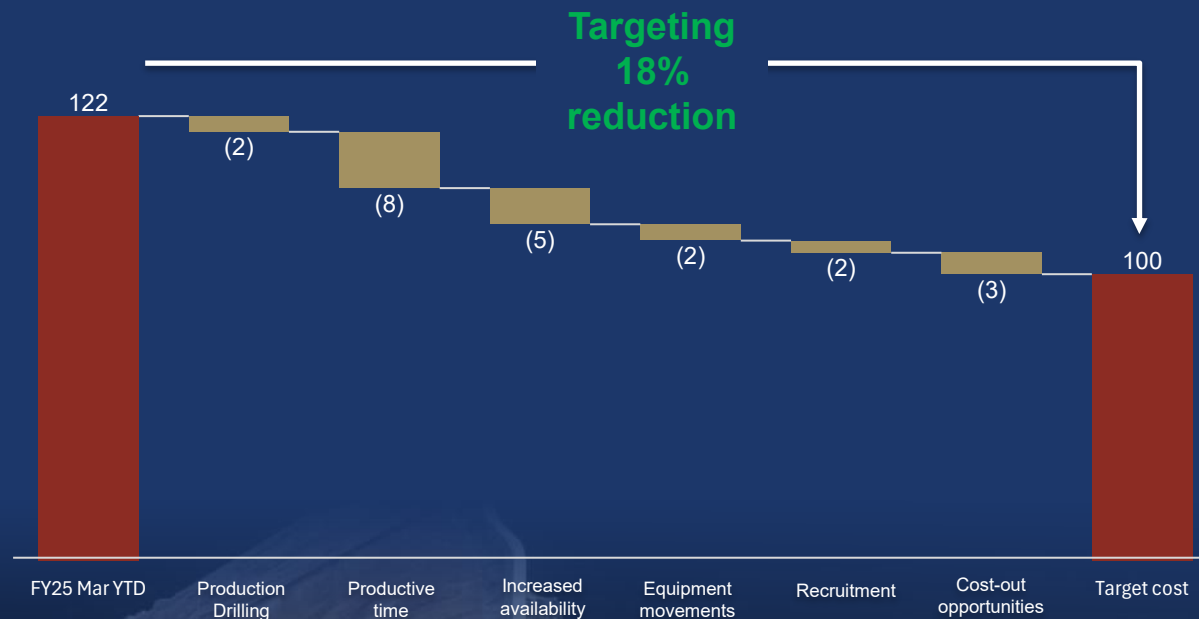 Targeting
18%
reduction
122
(2)
(8)
(5)
(2)
(2)
(3)
100
FY25 Mar YTD
Production
Drilling
Productive
time
Increased
availability
Equipment
movements
Recruitment
Cost-out
opportunities
Target cost